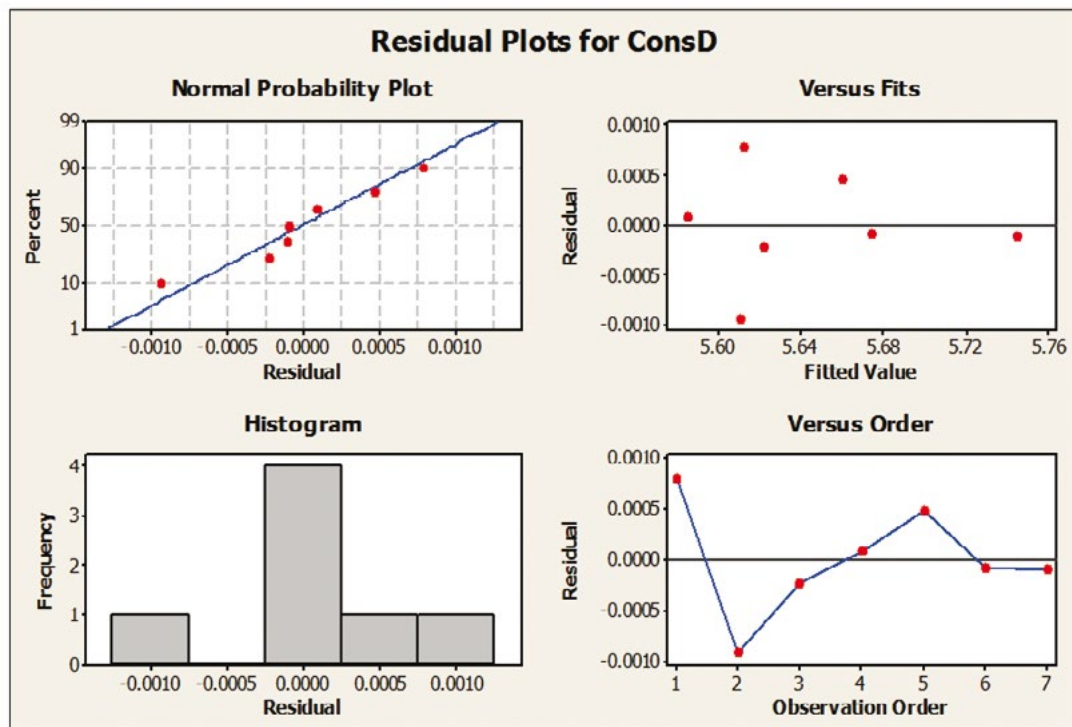 Residual Plots for ConsD
Normal Probability Plot
Percent
99
90
50
10
1
-0.0010 -0.0005 0.0000 0.0005 0.0010
Residual
Versus Fits
Residual
0.0010
0.0005
0.0000
-0.0005
-0.0010
5.60 5.64 5.68 5.72 5.76
Fitted Value
Histogram
Frequency
4
3
2
1
0
-0.0010 -0.0005 0.0000 0.0005 0.0010
Residual
Versus Order
Residual
0.0010
0.0005
0.0000
-0.0005
-0.0010
1 2 3 4 5 6 7
Observation Order